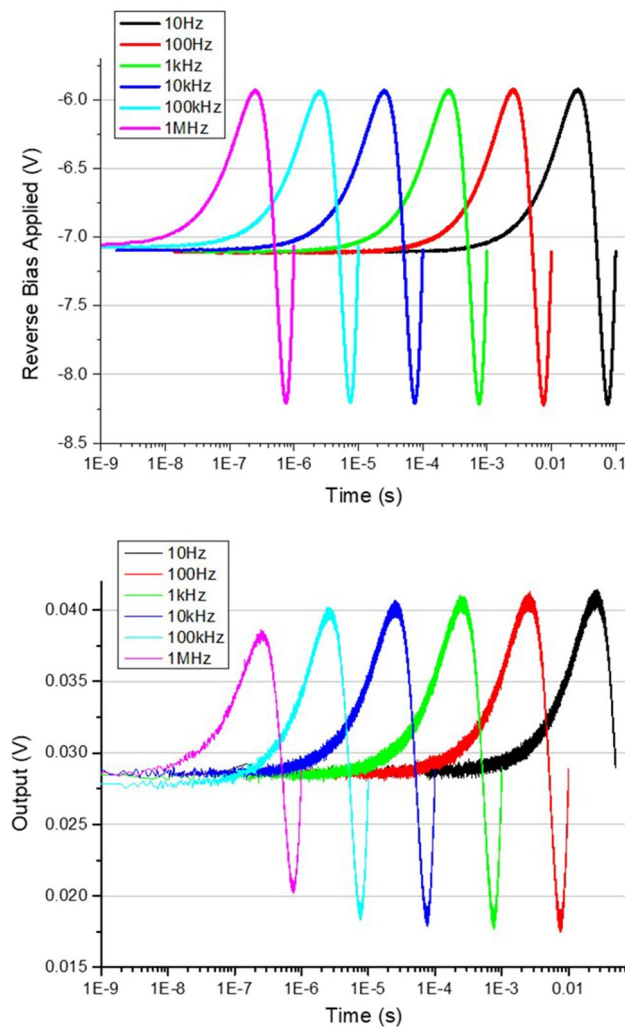 10Hz
100Hz
1kHz
10kHz
100kHz
1MHz
Reverse Bias Applied (V)
-6.0
-6.5
-7.0
-7.5
-8.0
-8.5
1E-9 1E-8 1E-7 1E-6 1E-5 1E-4 1E-3 0.01 0.1
Time (s)
10Hz
100Hz
1kHz
10kHz
100kHz
1MHz
Output (V)
0.040
0.035
0.030
0.025
0.020
0.015
1E-9 1E-8 1E-7 1E-6 1E-5 1E-4 1E-3 0.01
Time (s)